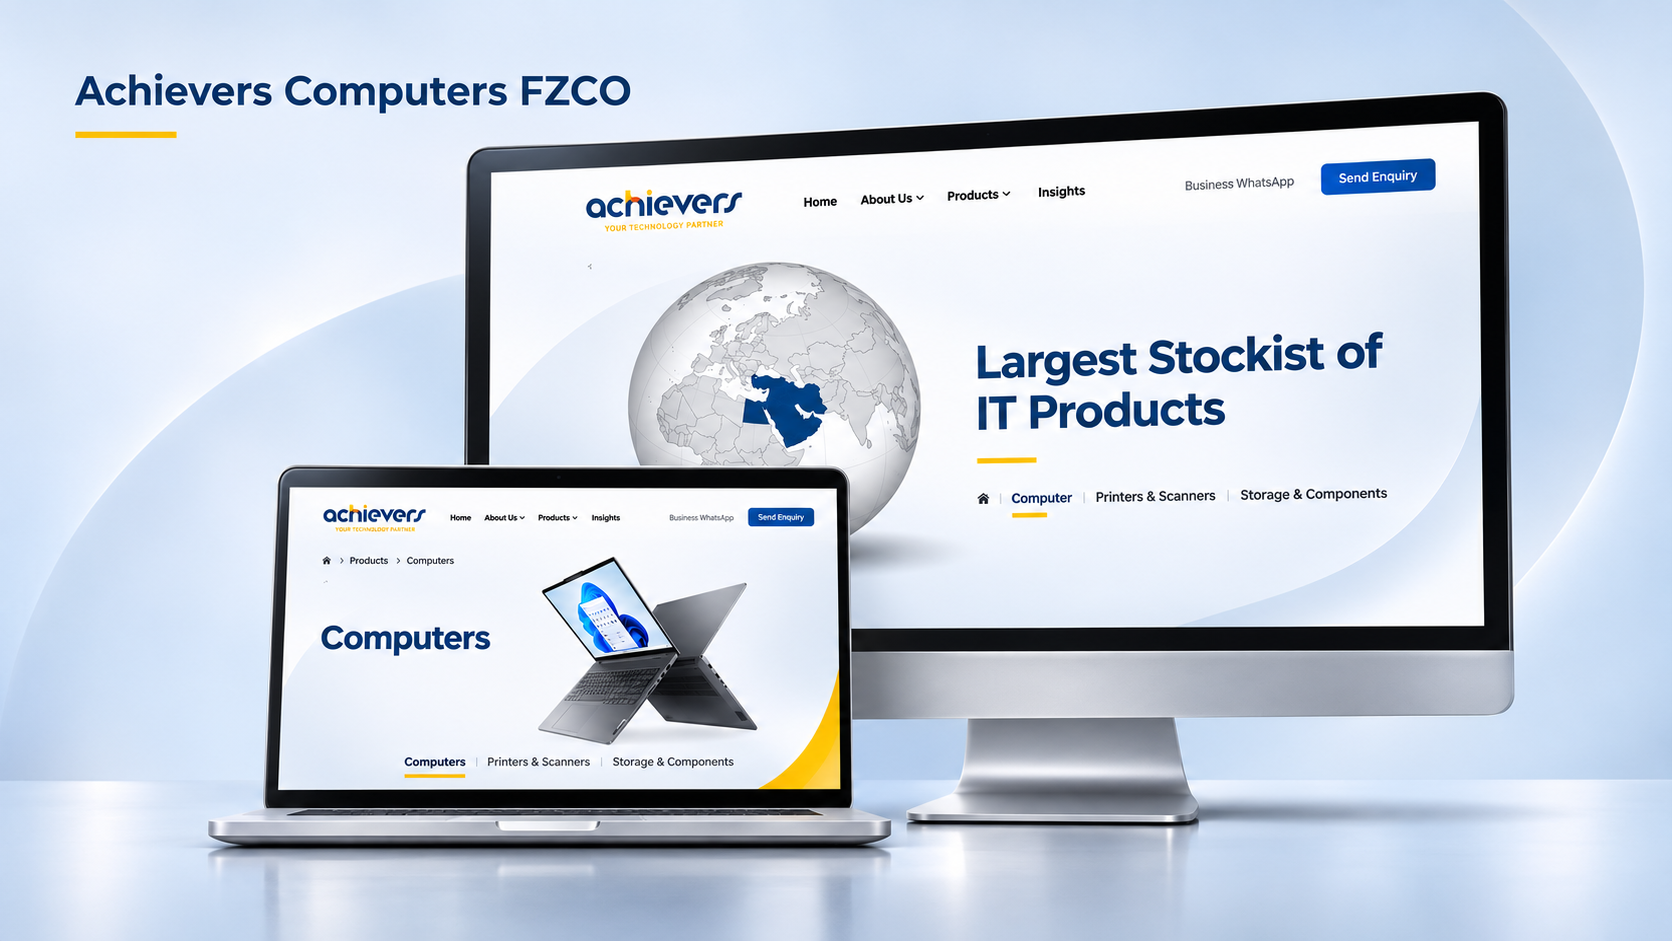 Achievers Computers FZCO
achievers
YOUR TECHNOLOGY PARTNER
Home About Us Products Insights Business WhatsApp Send Enquiry
Largest Stockist of
IT Products
Computer | Printers & Scanners | Storage & Components
achievers
YOUR TECHNOLOGY PARTNER
Home About Us Products Insights Business WhatsApp Send Enquiry
> Products > Computers
Computers
Computers | Printers & Scanners | Storage & Components